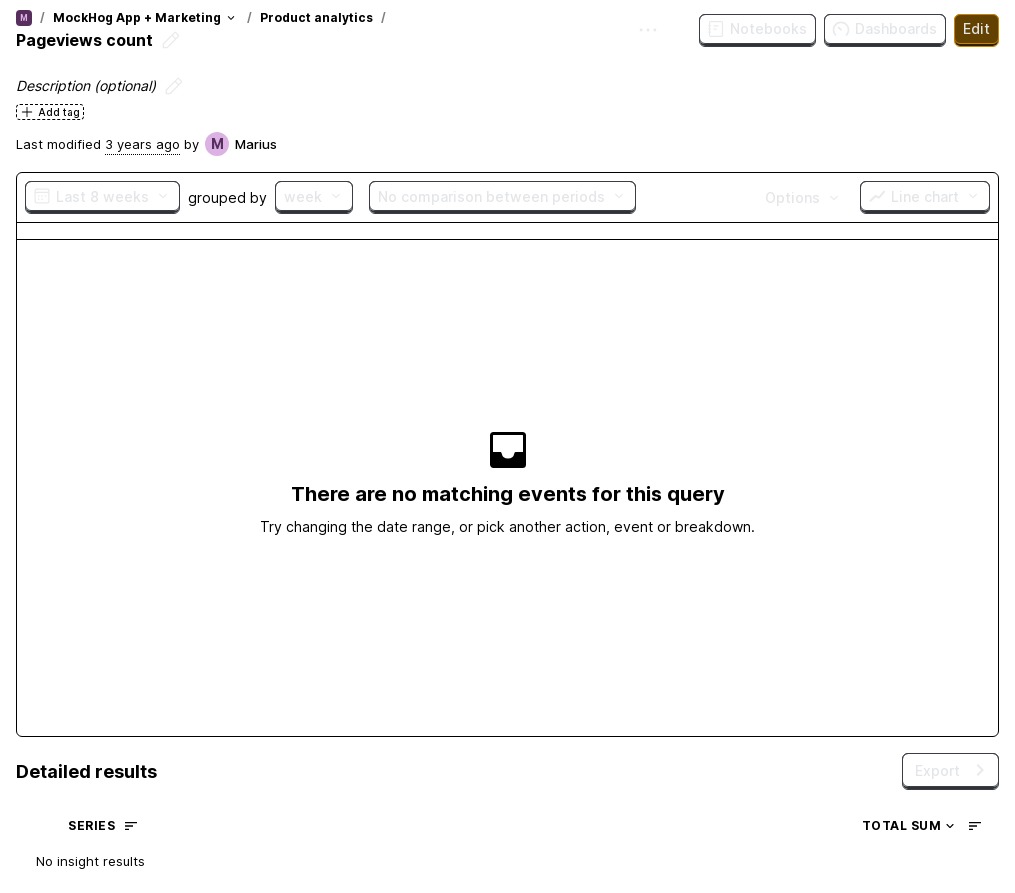 M / MockHog App + Marketing / Product analytics /
Pageviews count
Notebooks
Dashboards
Edit
Description (optional)
Add tag
Last modified 3 years ago by M Marius
Last 8 weeks grouped by week No comparison between periods Options Line chart
There are no matching events for this query
Try changing the date range, or pick another action, event or breakdown.
Detailed results
Export
SERIES TOTAL SUM
No insight results